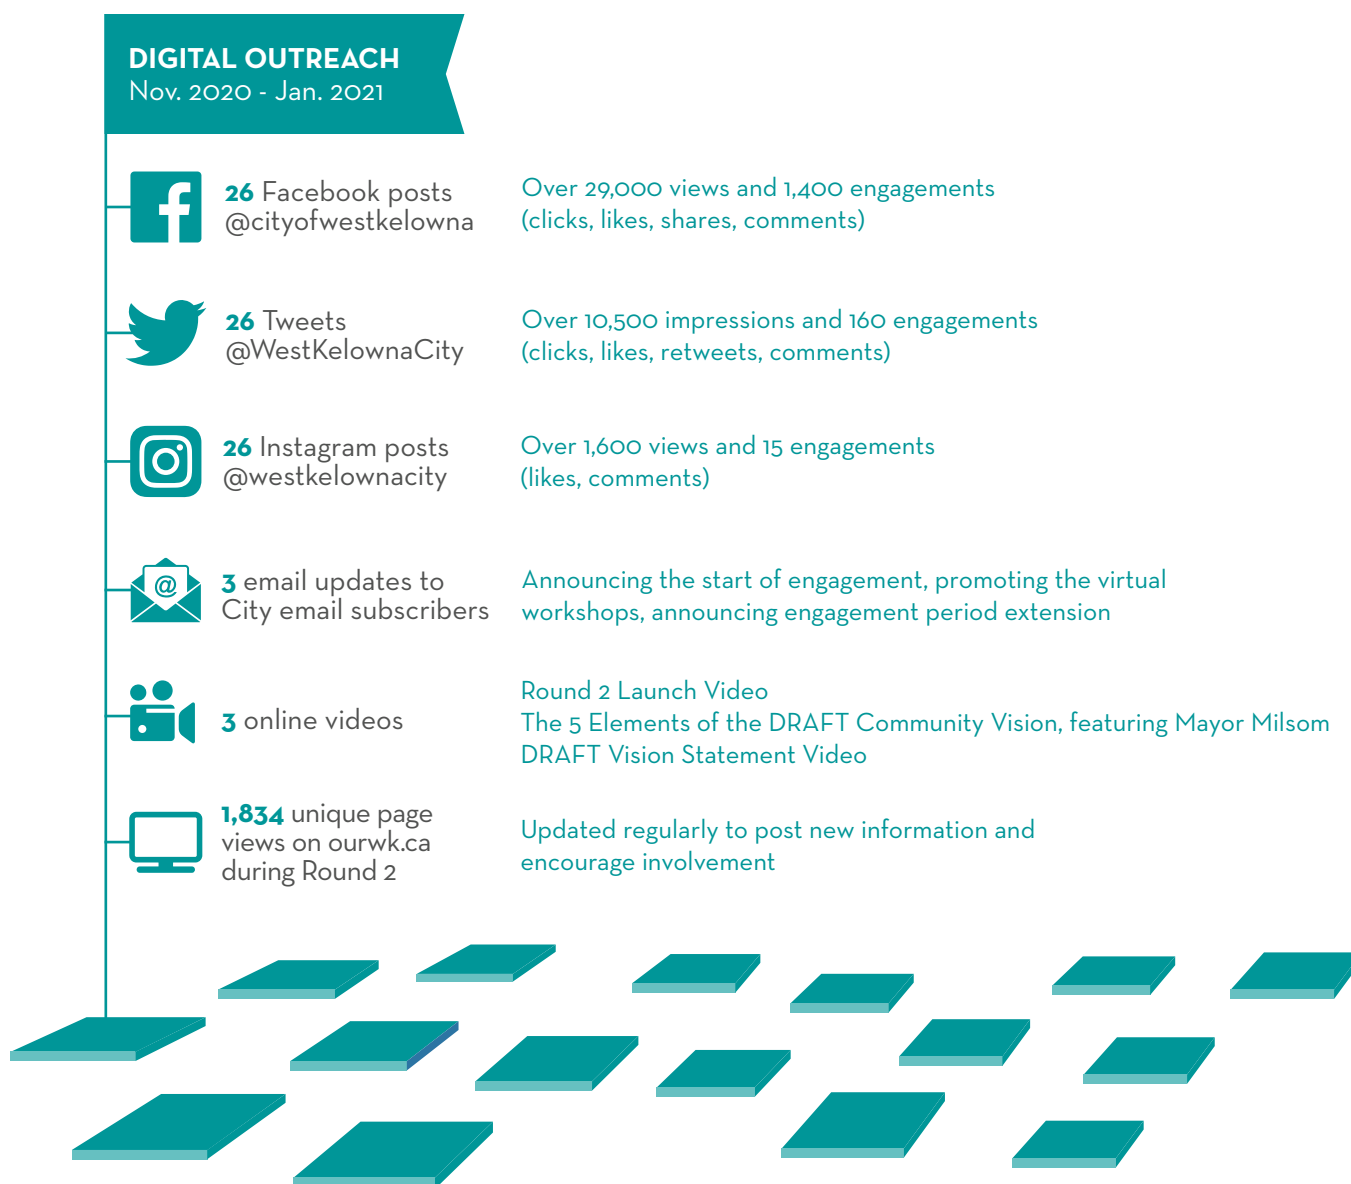 DIGITAL OUTREACH
Nov. 2020 - Jan. 2021
26 Facebook posts
@cityofwestkelowna
Over 29,000 views and 1,400 engagements
(clicks, likes, shares, comments)
26 Tweets
@WestKelownaCity
Over 10,500 impressions and 160 engagements
(clicks, likes, retweets, comments)
26 Instagram posts
@westkelownacity
Over 1,600 views and 15 engagements
(likes, comments)
@
3 email updates to
City email subscribers
Announcing the start of engagement, promoting the virtual
workshops, announcing engagement period extension
3 online videos
Round 2 Launch Video
The 5 Elements of the DRAFT Community Vision, featuring Mayor Milsom
DRAFT Vision Statement Video
1,834 unique page
views on ourwk.ca
during Round 2
Updated regularly to post new information and
encourage involvement